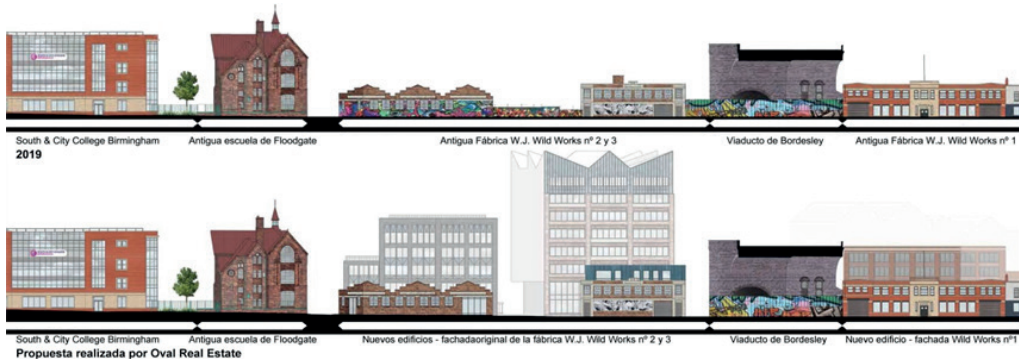 South & City College Birmingham Antigua escuela de Floodgate Antigua Fábrica W.J. Wild Works nº 2 y 3 Viaducto de Bordesley Antigua Fábrica W.J. Wild Works nº 1
2019
South & City College Birmingham Antigua escuela de Floodgate Nuevos edificios - fachadaoriginal de la fábrica W.J. Wild Works nº 2 y 3 Viaducto de Bordesley Nuevo edificio - fachada Wild Works nº1
Propuesta realizada por Oval Real Estate